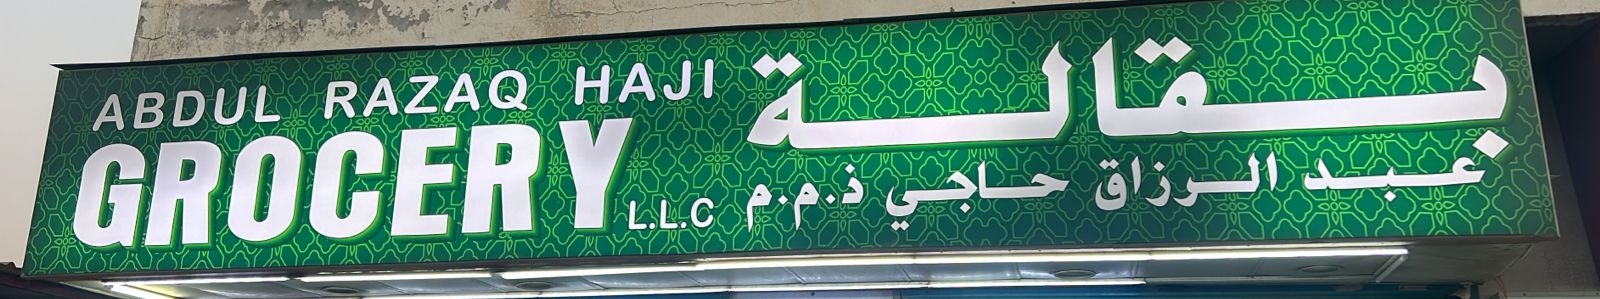 ABDUL RAZAQ HAJI
GROCERY L.L.C
بقالة
عبد الرزاق حاجي ذ.م.م